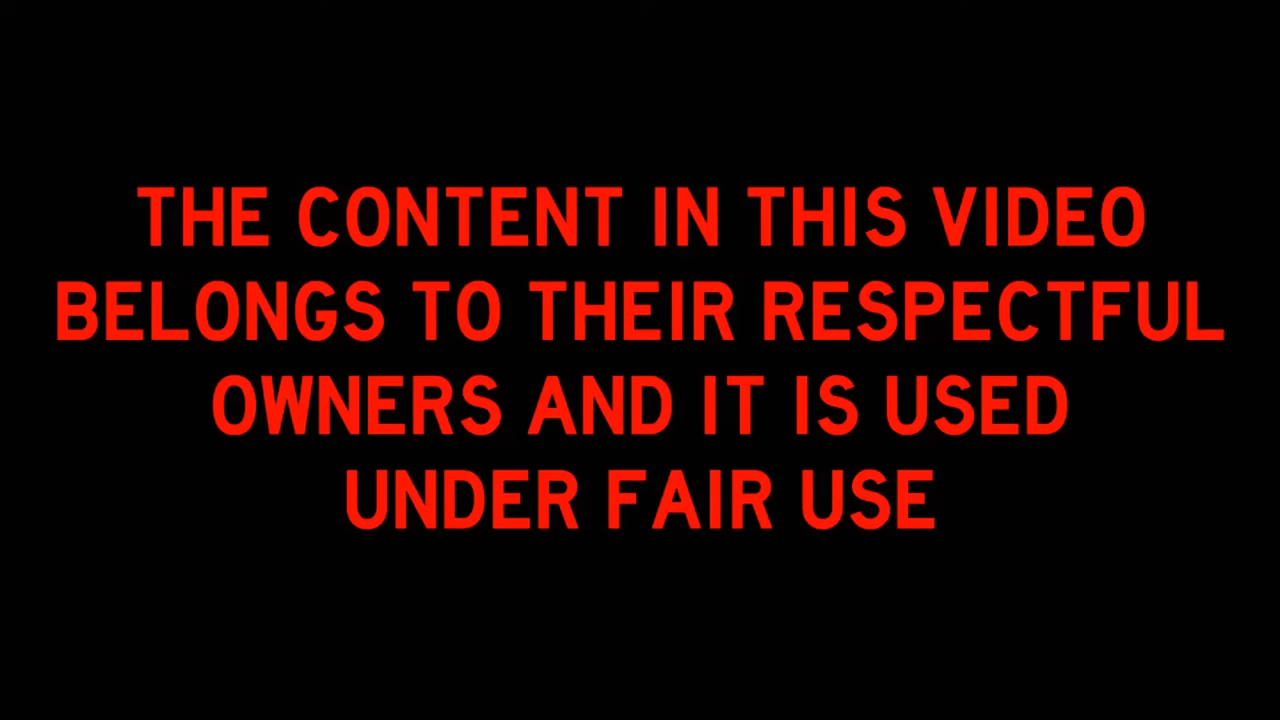 THE CONTENT IN THIS VIDEO
BELONGS TO THEIR RESPECTFUL
OWNERS AND IT IS USED
UNDER FAIR USE